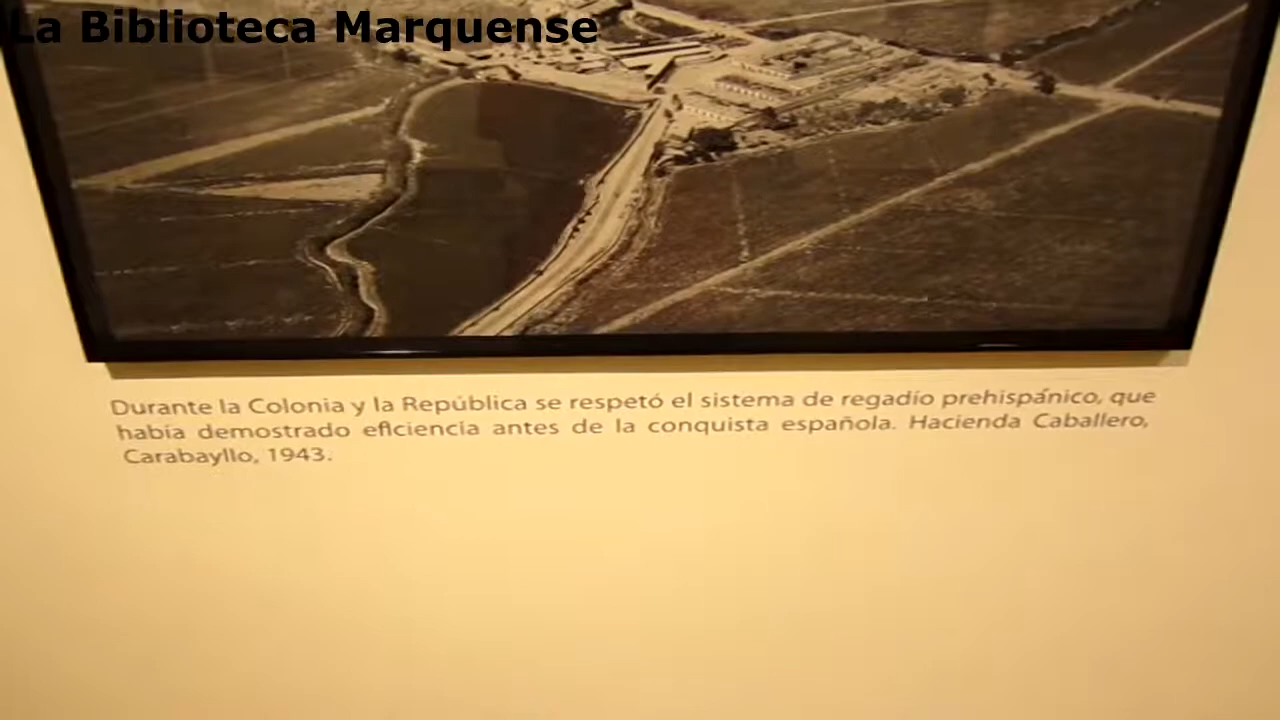 La Biblioteca Marquense
Durante la Colonia y la República se respetó el sistema de regadío prehispánico, que
había demostrado eficiencia antes de la conquista española. Hacienda Caballero,
Carabayllo, 1943.